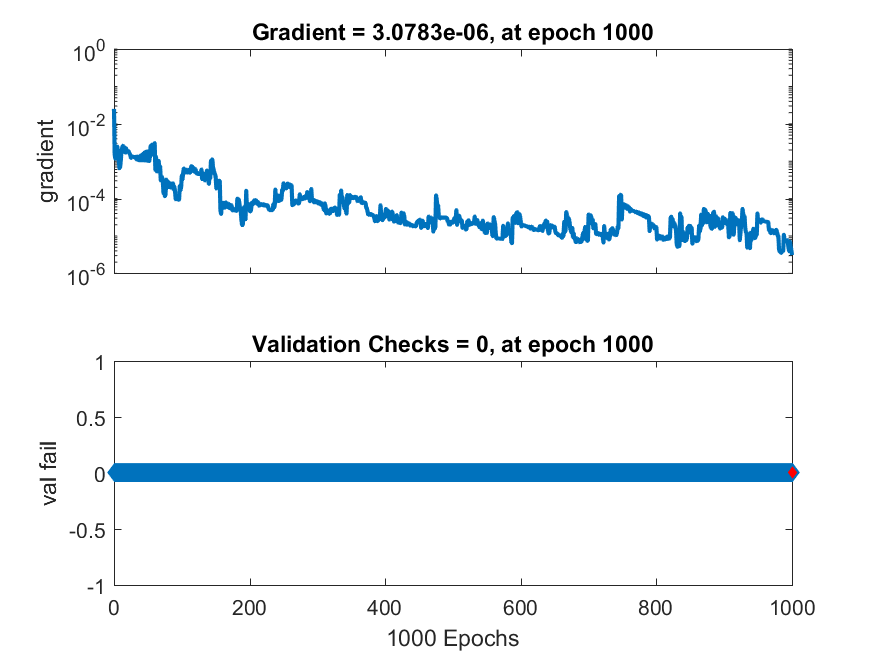 Gradient = 3.0783e-06, at epoch 1000
10^0
10^-2
10^-4
10^-6
gradient
Validation Checks = 0, at epoch 1000
1
0.5
0
-0.5
-1
val fail
0 200 400 600 800 1000
1000 Epochs